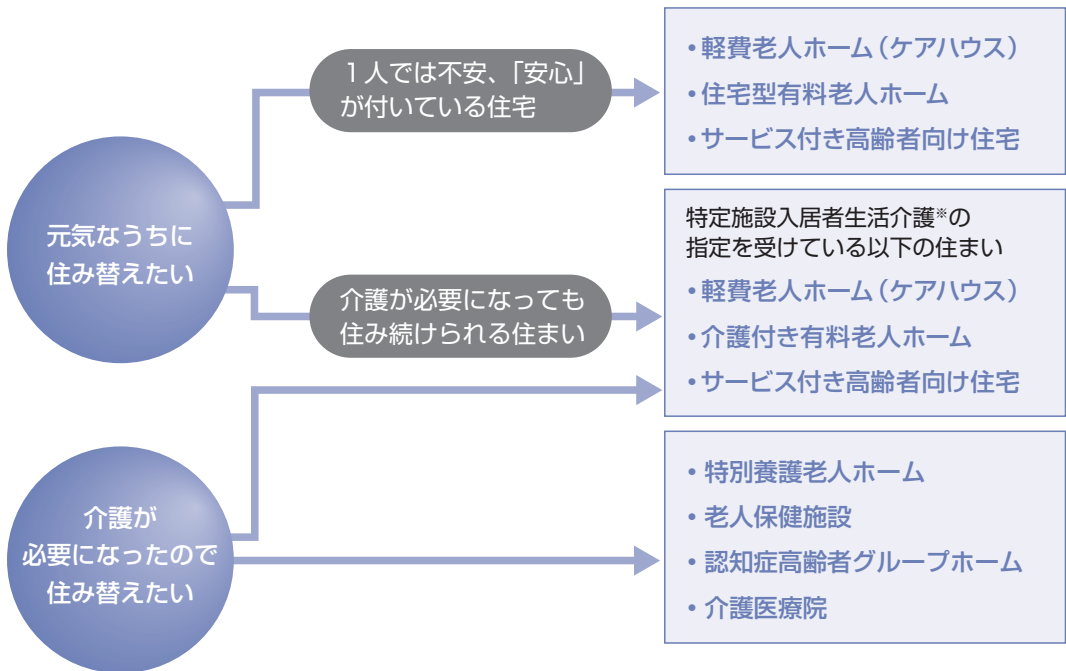 元気なうちに
住み替えたい
1人では不安、「安心」
が付いている住宅
・軽費老人ホーム(ケアハウス)
・住宅型有料老人ホーム
・サービス付き高齢者向け住宅
介護が必要になっても
住み続けられる住まい
特定施設入居者生活介護※の
指定を受けている以下の住まい
・軽費老人ホーム(ケアハウス)
・介護付き有料老人ホーム
・サービス付き高齢者向け住宅
介護が
必要になったので
住み替えたい
・特別養護老人ホーム
・老人保健施設
・認知症高齢者グループホーム
・介護医療院